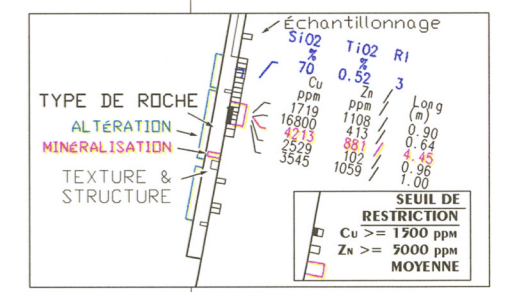 Échantillonnage
SiO2 TiO2 RI
% %
70 0.52 3
Cu Zn Long
ppm ppm (m)
1719 1108 0.90
16800 413 0.64
4213 881 4.45
2529 102 0.96
3545 1059 1.00
TYPE DE ROCHE
ALTéRATION
MINéRALISATION
TEXTURE &
STRUCTURE
SEUIL DE
RESTRICTION
Cu >= 1500 ppm
Zn >= 5000 ppm
MOYENNE